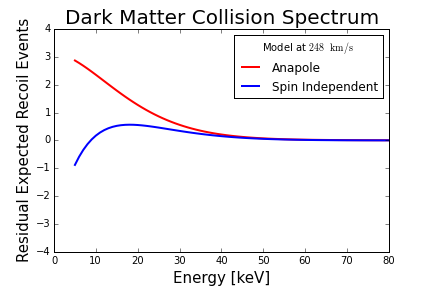 Dark Matter Collision Spectrum
Residual Expected Recoil Events
4
3
2
1
0
−1
−2
−3
−4
Model at 248 km/s
Anapole
Spin Independent
0 10 20 30 40 50 60 70 80
Energy [keV]